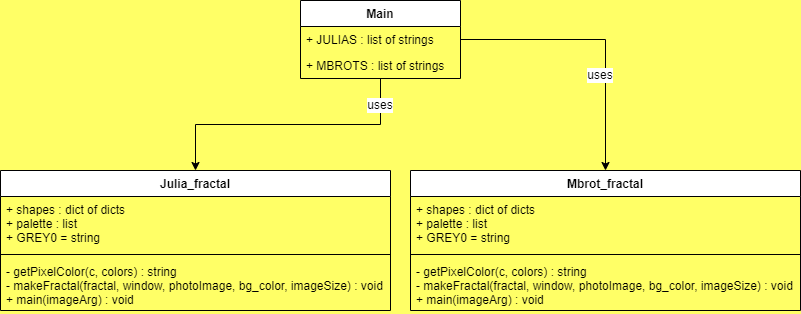 Main
+ JULIAS : list of strings
+ MBROTS : list of strings
uses
uses
Julia_fractal
+ shapes : dict of dicts
+ palette : list
+ GREY0 = string
- getPixelColor(c, colors) : string
- makeFractal(fractal, window, photoImage, bg_color, imageSize) : void
+ main(imageArg) : void
Mbrot_fractal
+ shapes : dict of dicts
+ palette : list
+ GREY0 = string
- getPixelColor(c, colors) : string
- makeFractal(fractal, window, photoImage, bg_color, imageSize) : void
+ main(imageArg) : void